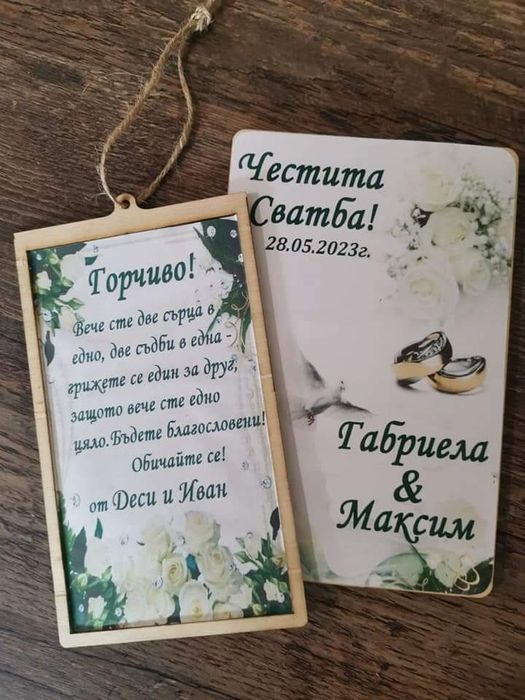 Горчиво!
Вече сте две сърца в
едно, две съдби в една -
грижете се един за друг,
защото вече сте едно
цяло.Бъдете благословени!
Обичайте се!
от Деси и Иван
Честита
Сватба!
28.05.2023г.
Габриела
&
Максим